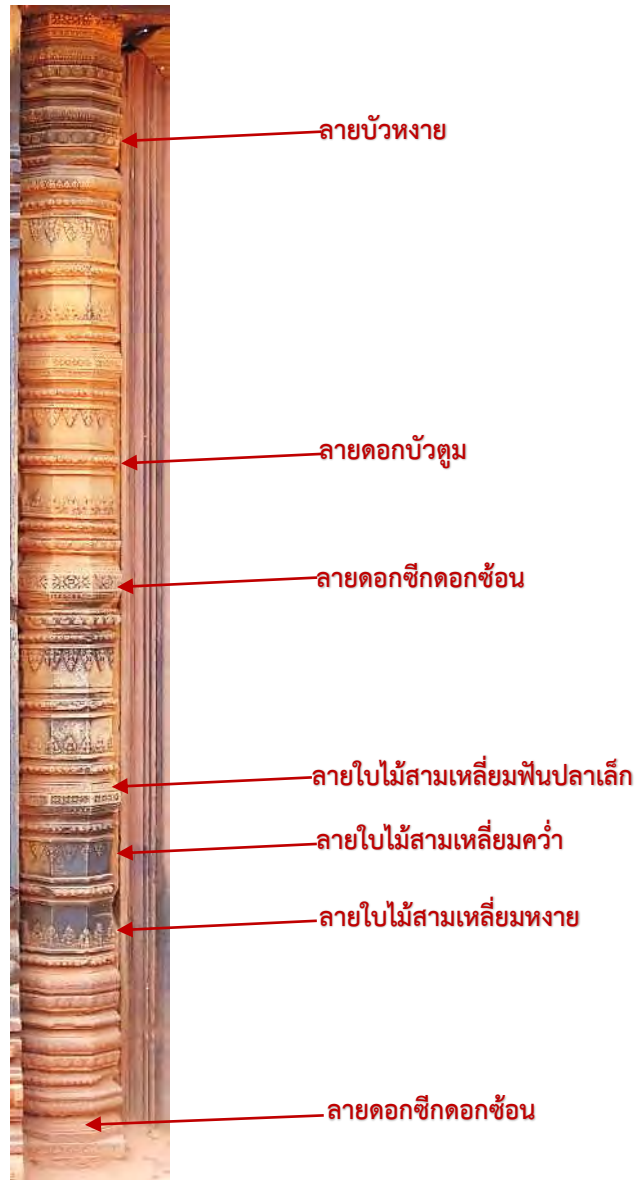 ลายบัวหงาย
ลายดอกบัวตูม
ลายดอกซีกดอกซ้อน
ลายใบไม้สามเหลี่ยมฟันปลาเล็ก
ลายใบไม้สามเหลี่ยมคว่ำ
ลายใบไม้สามเหลี่ยมหงาย
ลายดอกซีกดอกซ้อน